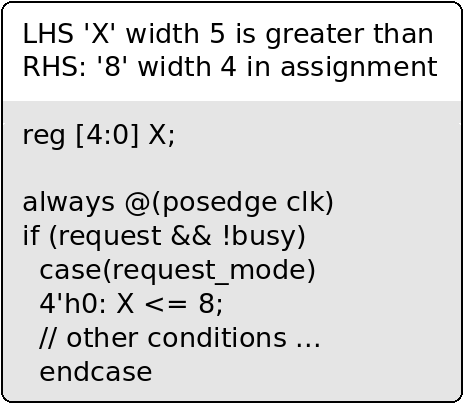 LHS 'X' width 5 is greater than
RHS: '8' width 4 in assignment
reg [4:0] X;
always @(posedge clk)
if (request && !busy)
  case(request_mode)
  4'h0: X <= 8;
  // other conditions ...
  endcase